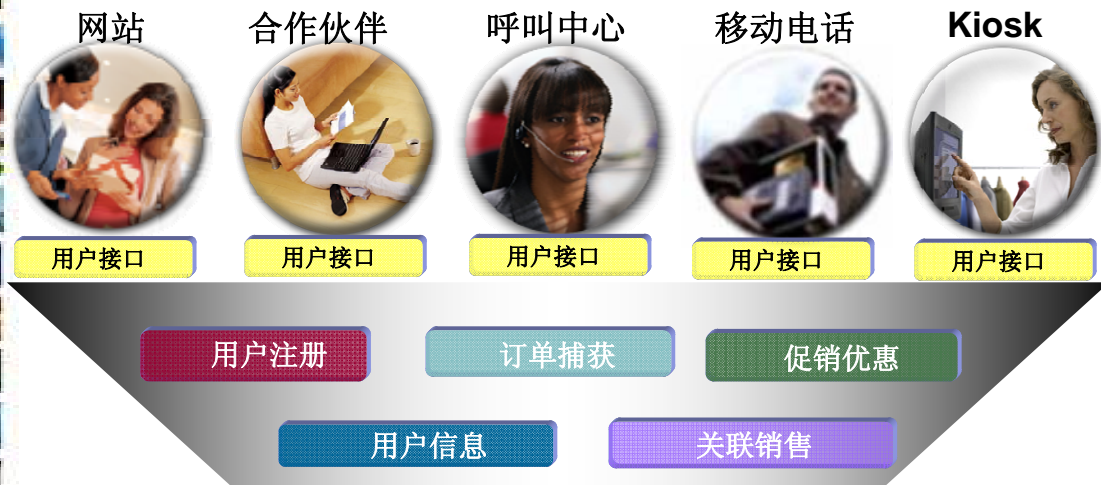 网站 合作伙伴 呼叫中心 移动电话 Kiosk
用户接口 用户接口 用户接口 用户接口 用户接口
用户注册 订单捕获 促销优惠
用户信息 关联销售